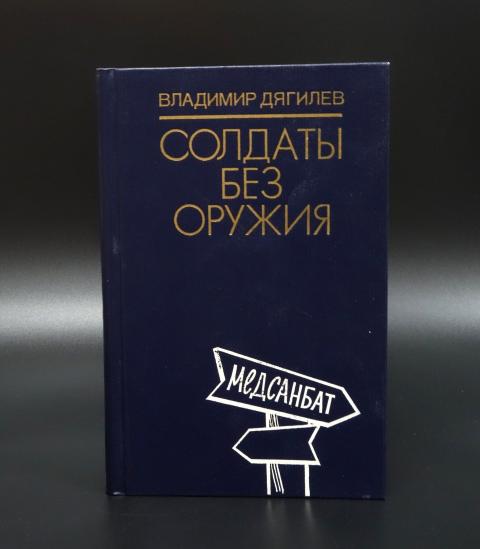 ВЛАДИМИР ДЯГИЛЕВ
СОЛДАТЫ
БЕЗ
ОРУЖИЯ
МЕДСАНБАТ